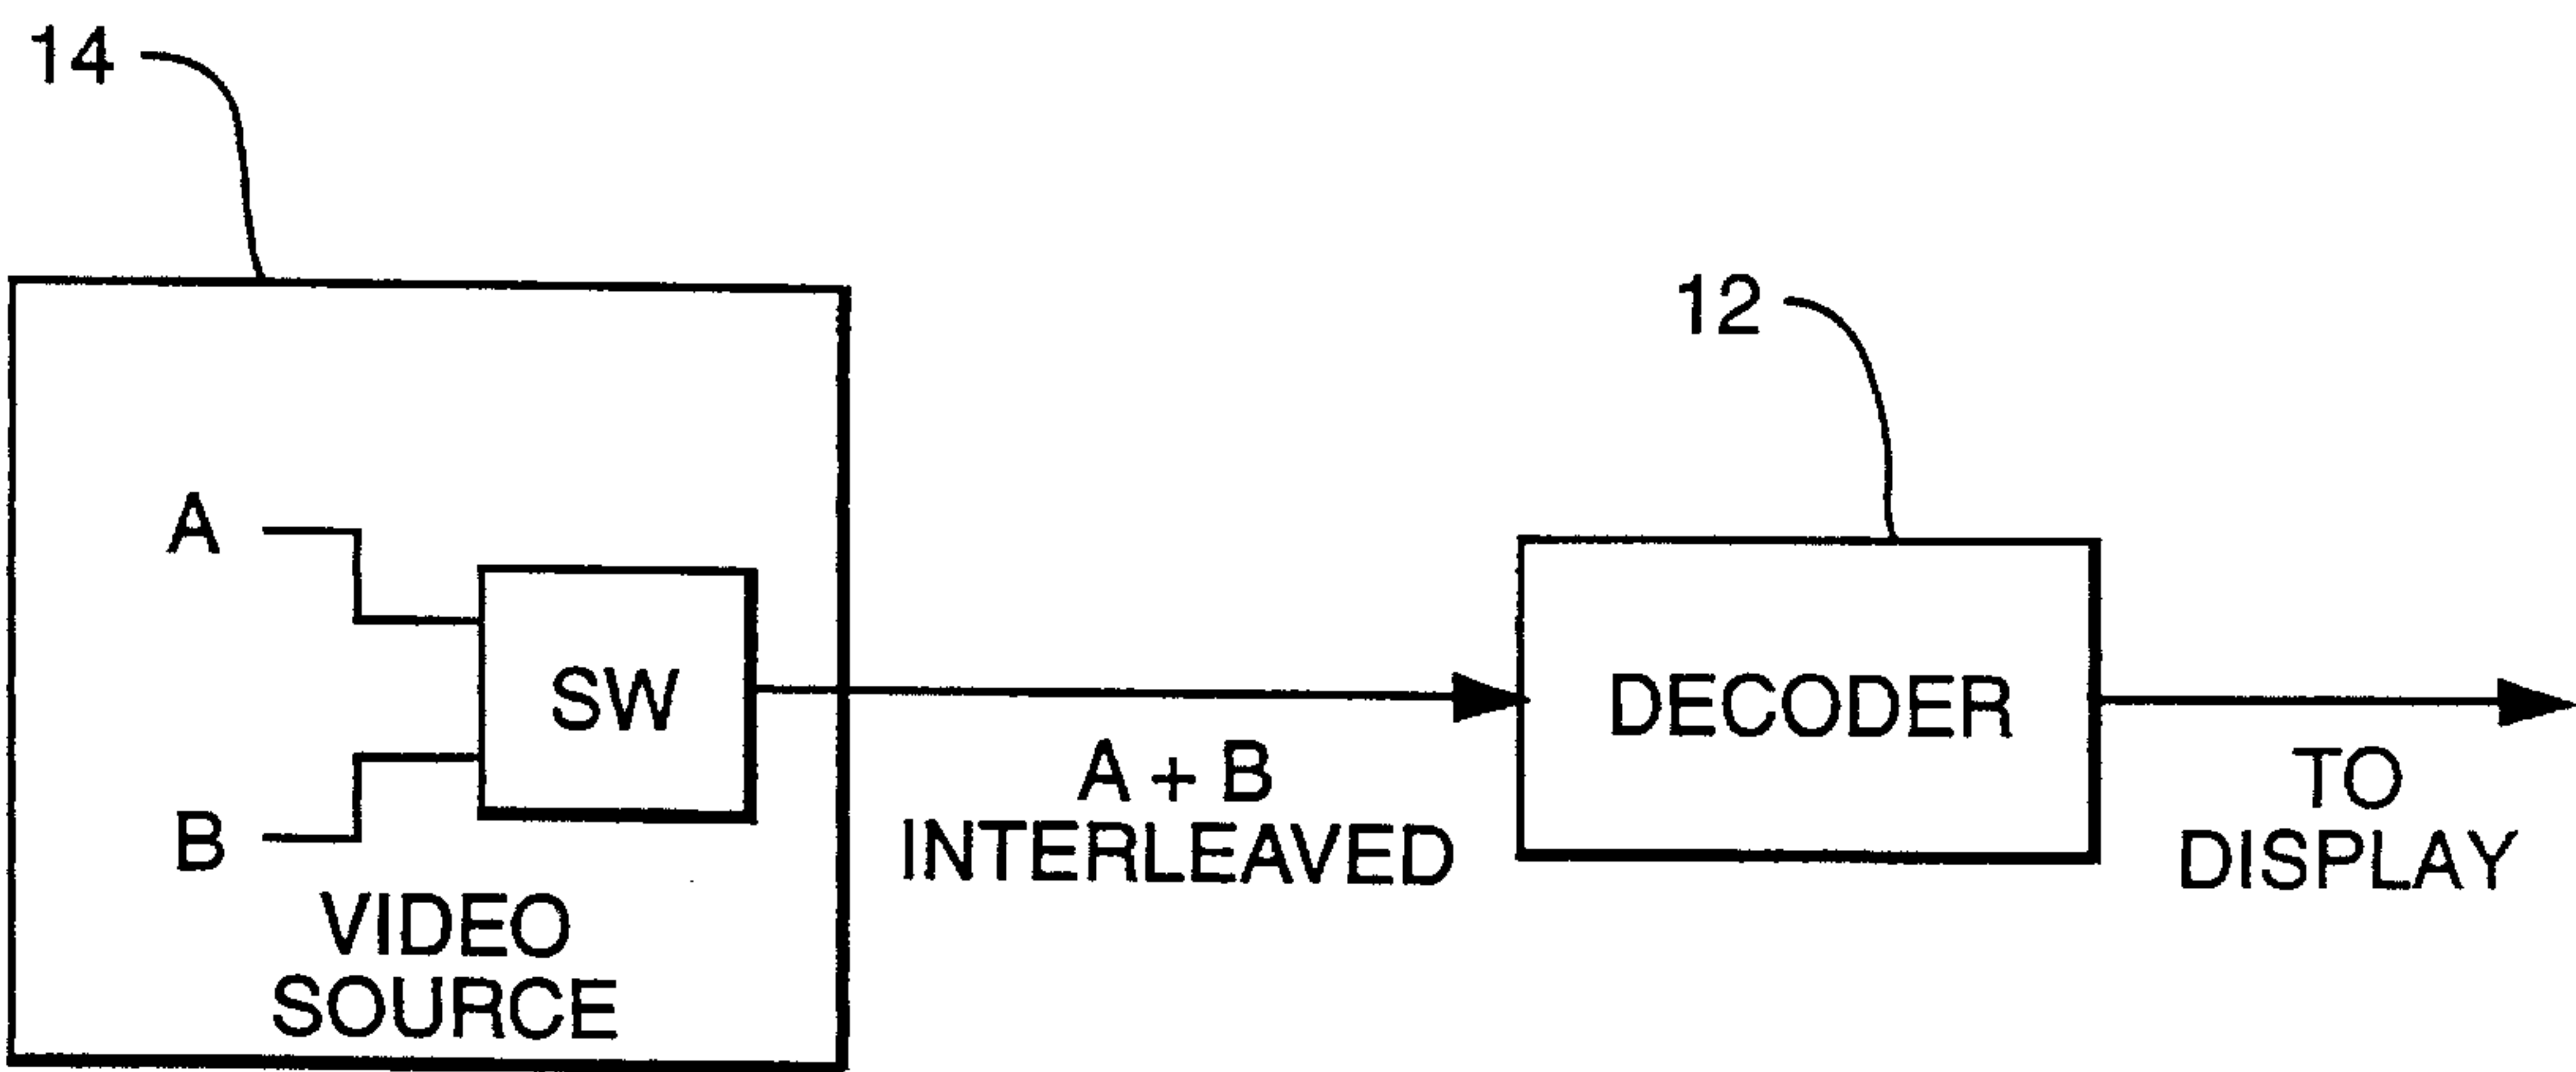 14
12
A
SW
B
VIDEO
SOURCE
A + B
INTERLEAVED
DECODER
TO
DISPLAY